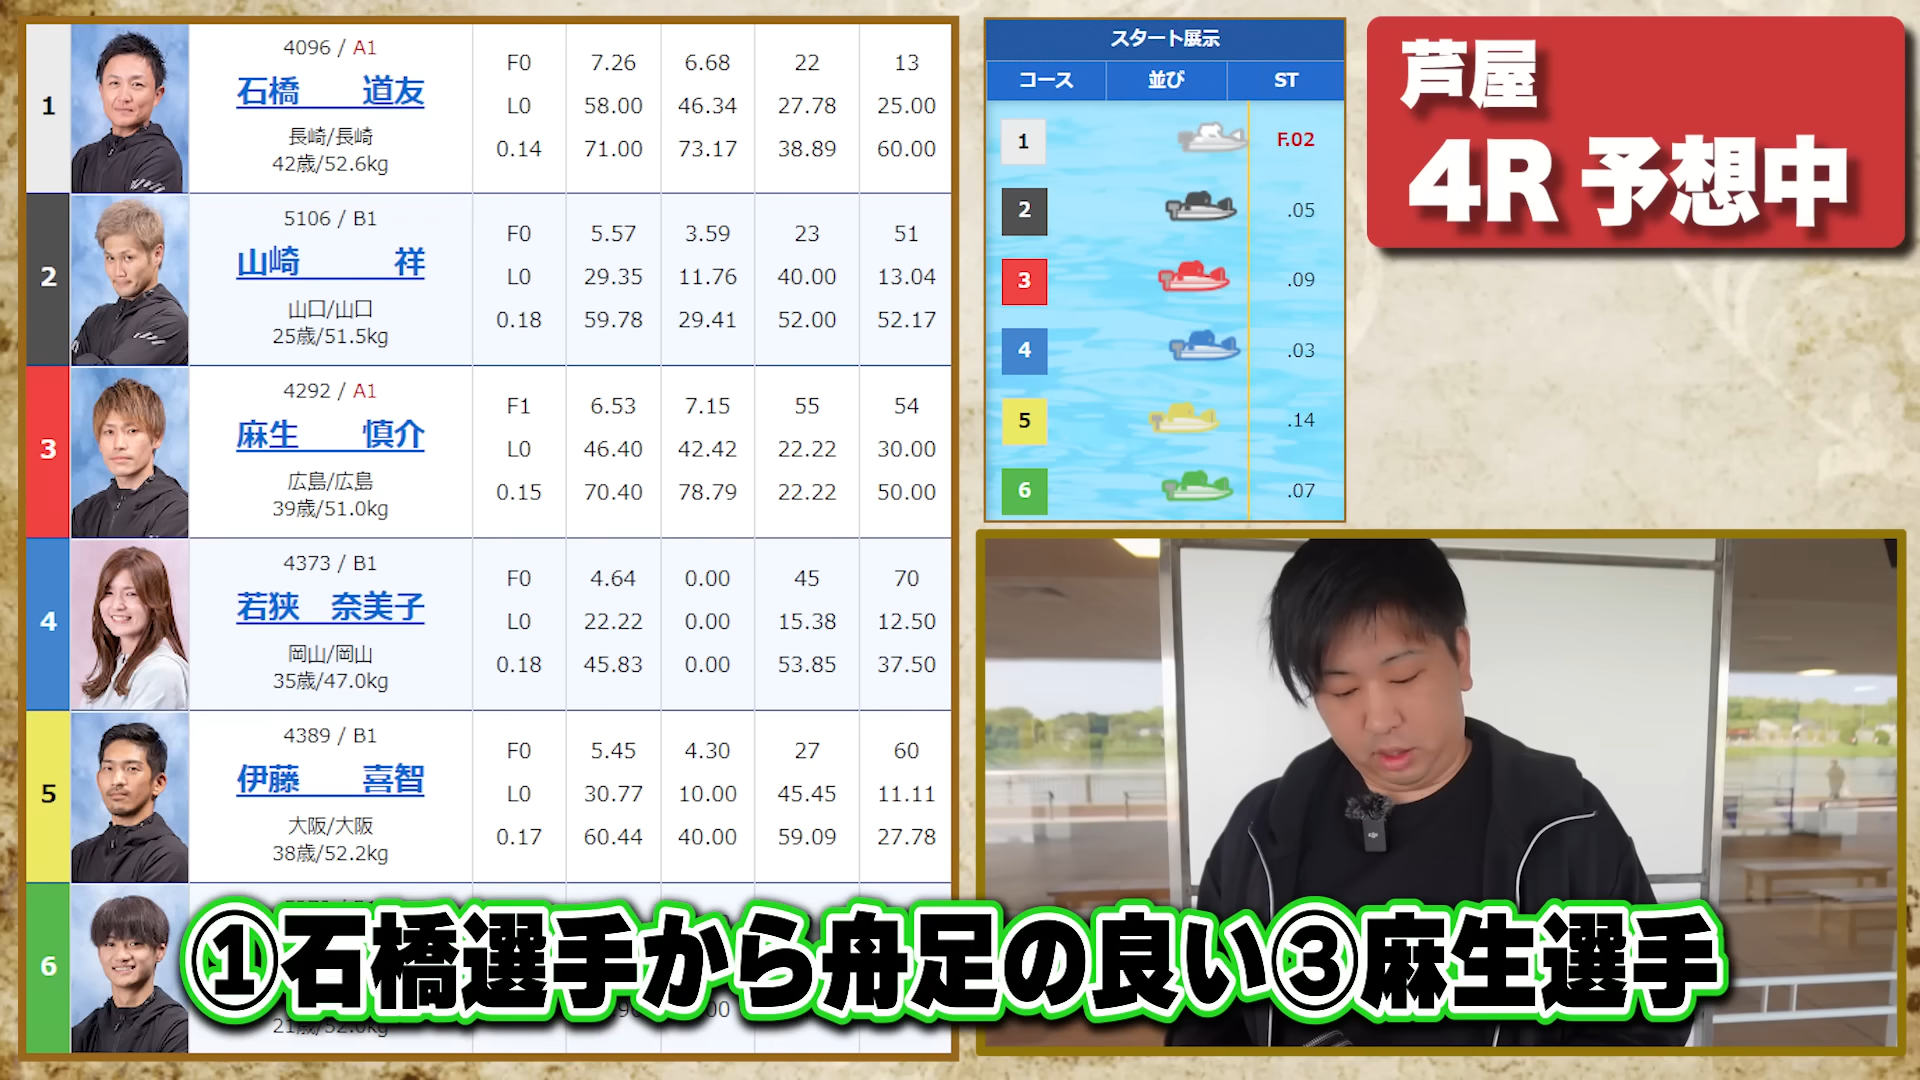 1
4096 / A1
石橋 道友
長崎/長崎
42歳/52.6kg
F0 7.26 6.68 22 13
L0 58.00 46.34 27.78 25.00
0.14 71.00 73.17 38.89 60.00
2
5106 / B1
山崎 祥
山口/山口
25歳/51.5kg
F0 5.57 3.59 23 51
L0 29.35 11.76 40.00 13.04
0.18 59.78 29.41 52.00 52.17
3
4292 / A1
麻生 慎介
広島/広島
39歳/51.0kg
F1 6.53 7.15 55 54
L0 46.40 42.42 22.22 30.00
0.15 70.40 78.79 22.22 50.00
4
4373 / B1
若狭 奈美子
岡山/岡山
35歳/47.0kg
F0 4.64 0.00 45 70
L0 22.22 0.00 15.38 12.50
0.18 45.83 0.00 53.85 37.50
5
4389 / B1
伊藤 喜智
大阪/大阪
38歳/52.2kg
F0 5.45 4.30 27 60
L0 30.77 10.00 45.45 11.11
0.17 60.44 40.00 59.09 27.78
6
21歳/52.0kg
スタート展示
コース 並び ST
1 F.02
2 .05
3 .09
4 .03
5 .14
6 .07
芦屋
4R 予想中
①石橋選手から舟足の良い③麻生選手